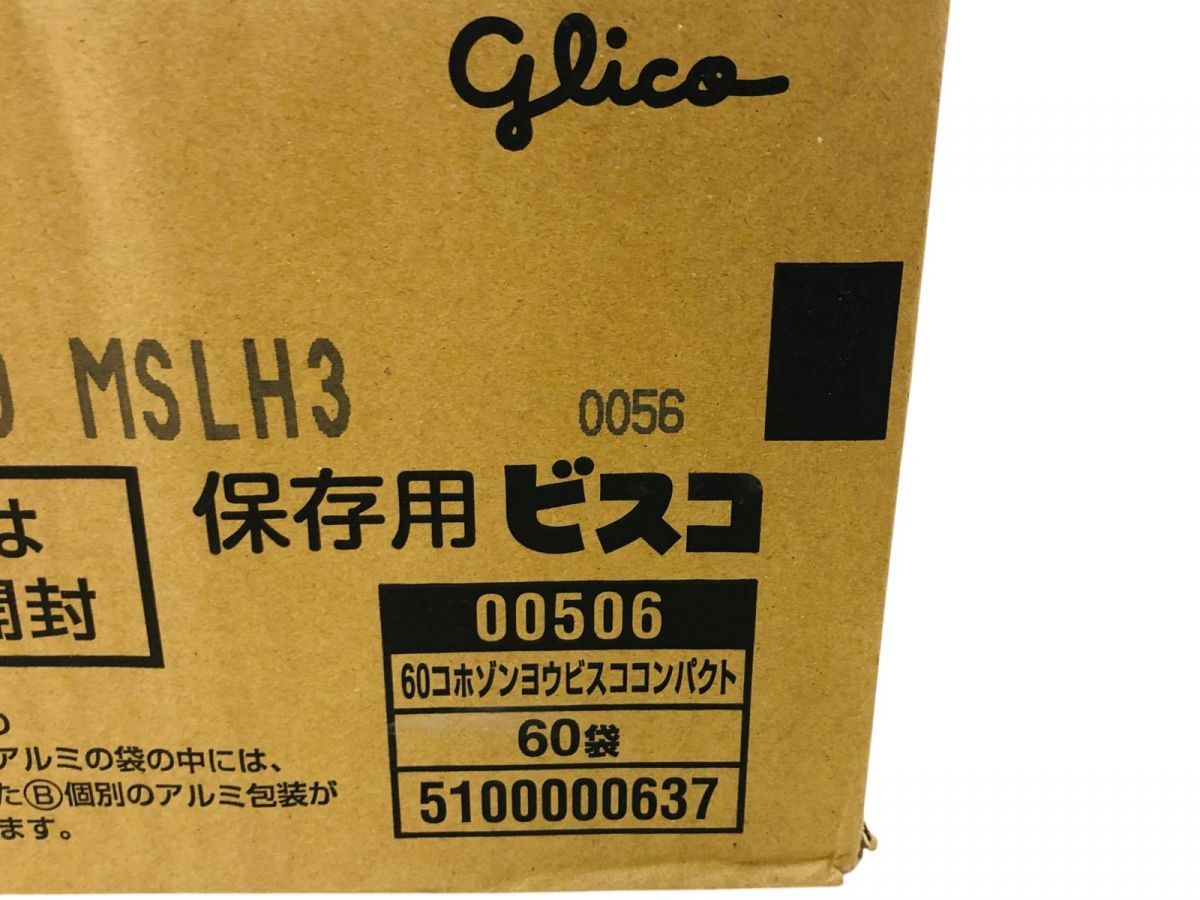 glico
MSLH3
0056
保存用ビスコ
は
開封
00506
60コホゾンヨウビスココンパクト
60袋
5100000637
アルミの袋の中には、
たⒷ個別のアルミ包装が
ます。